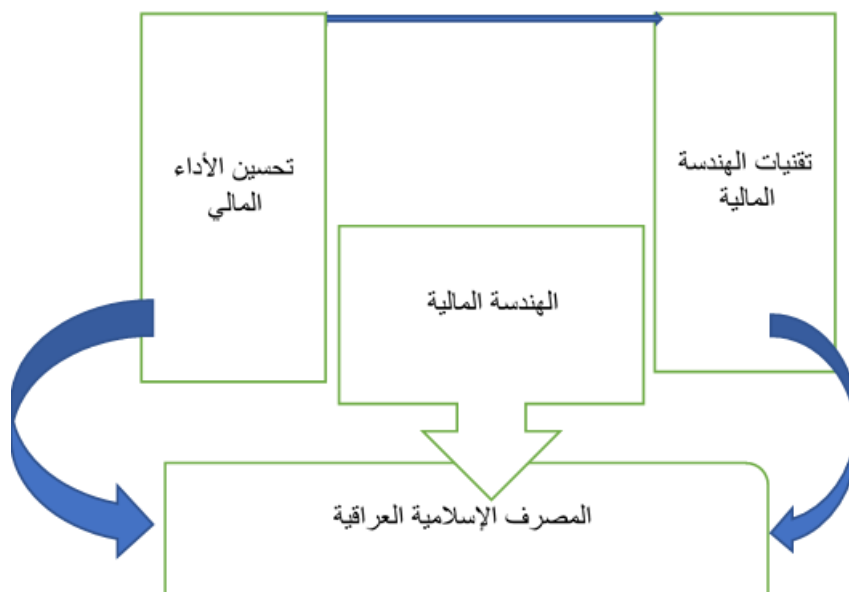 تقنيات الهندسة
المالية
تحسين الأداء
المالي
الهندسة المالية
المصرف الإسلامية العراقية